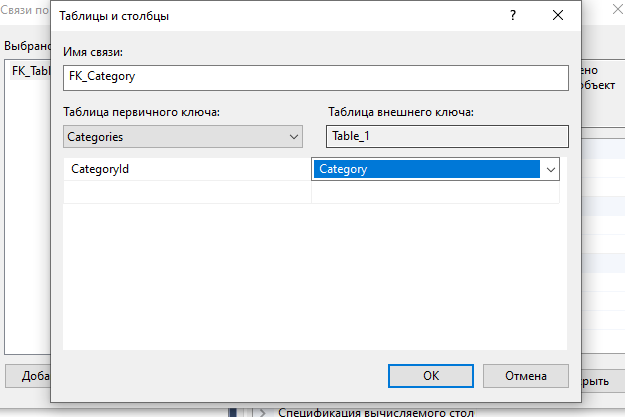 Связи по
Таблицы и столбцы
?
Выбрано
Имя связи:
FK_Tabl
FK_Category
ено
объект
Таблица первичного ключа:
Таблица внешнего ключа:
Categories
Table_1
CategoryId
Category
Доба
OK
Отмена
крыть
Спецификация вычисляемого стол